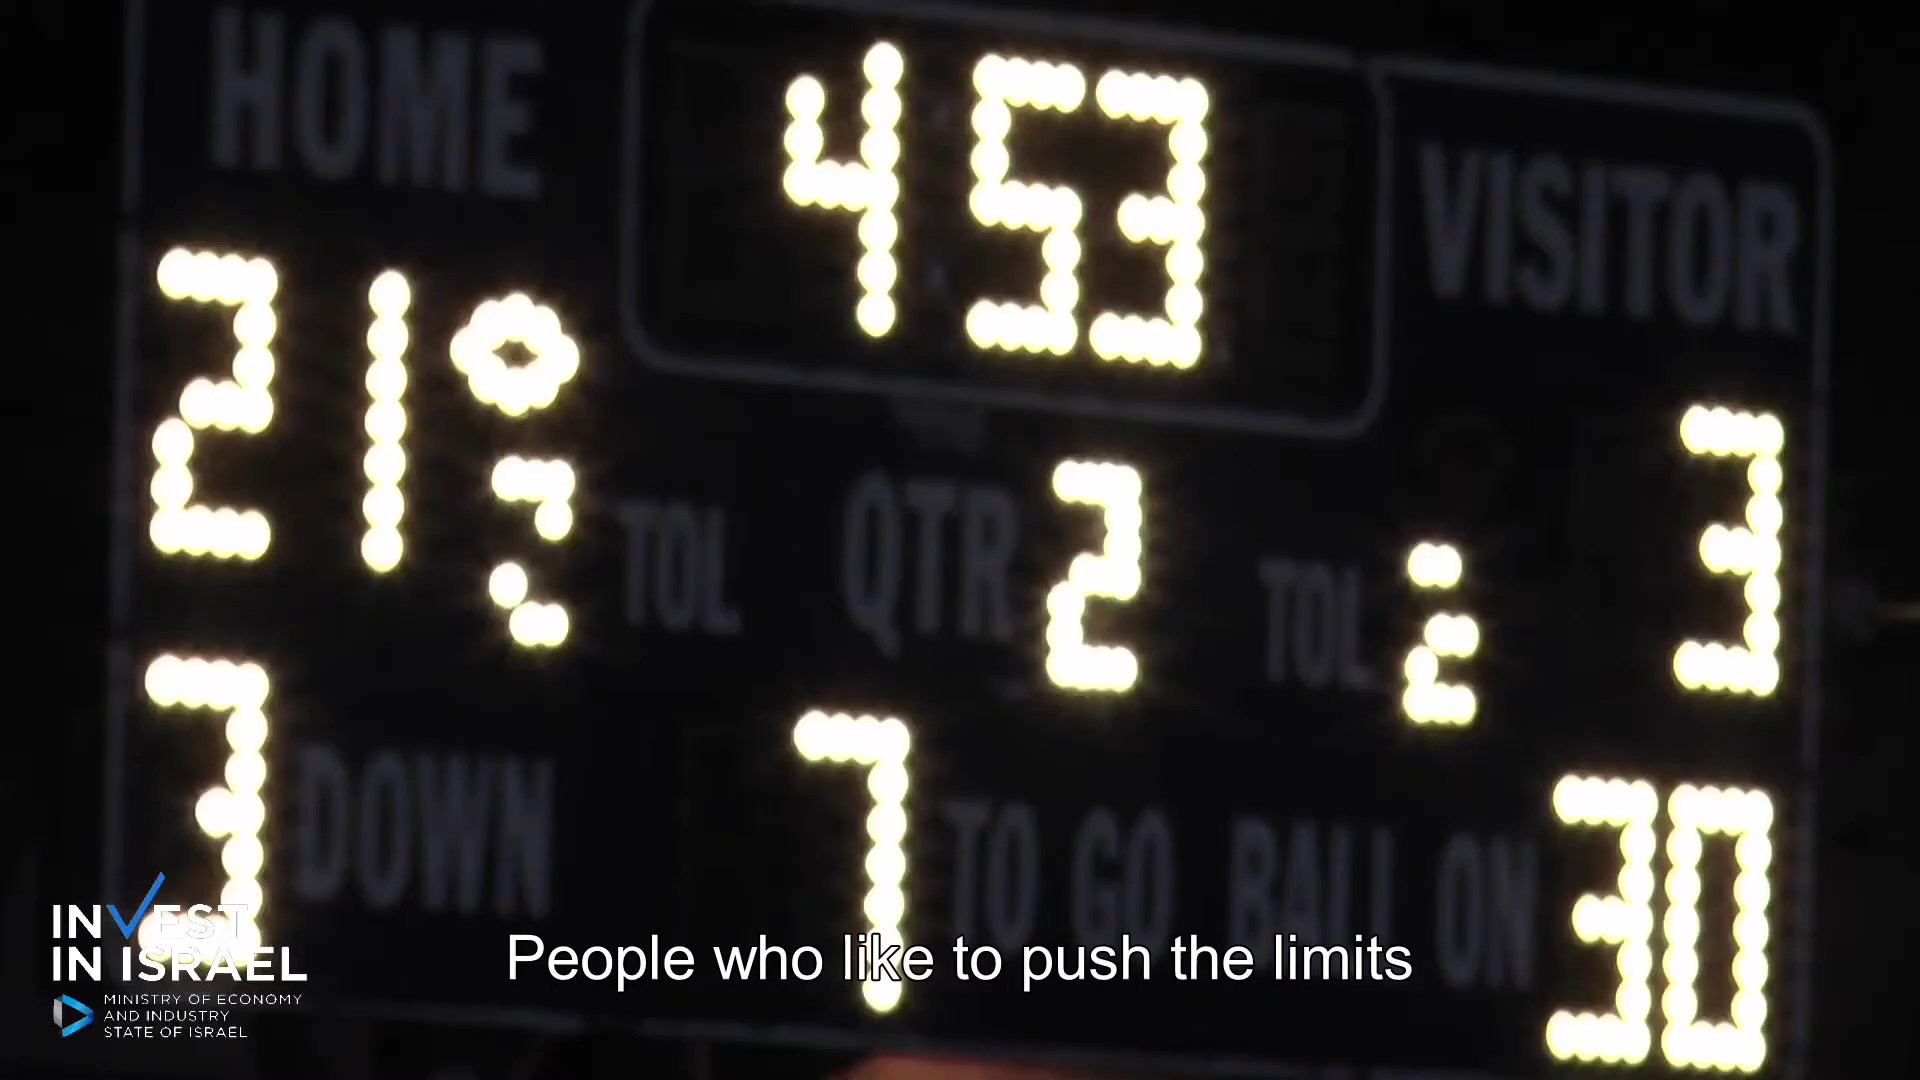 HOME
453
VISITOR
21
3
TOL
QTR
2
TOL
3
DOWN
7
TO GO
BALL ON
30
INVEST
IN ISRAEL
MINISTRY OF ECONOMY
AND INDUSTRY
STATE OF ISRAEL
People who like to push the limits